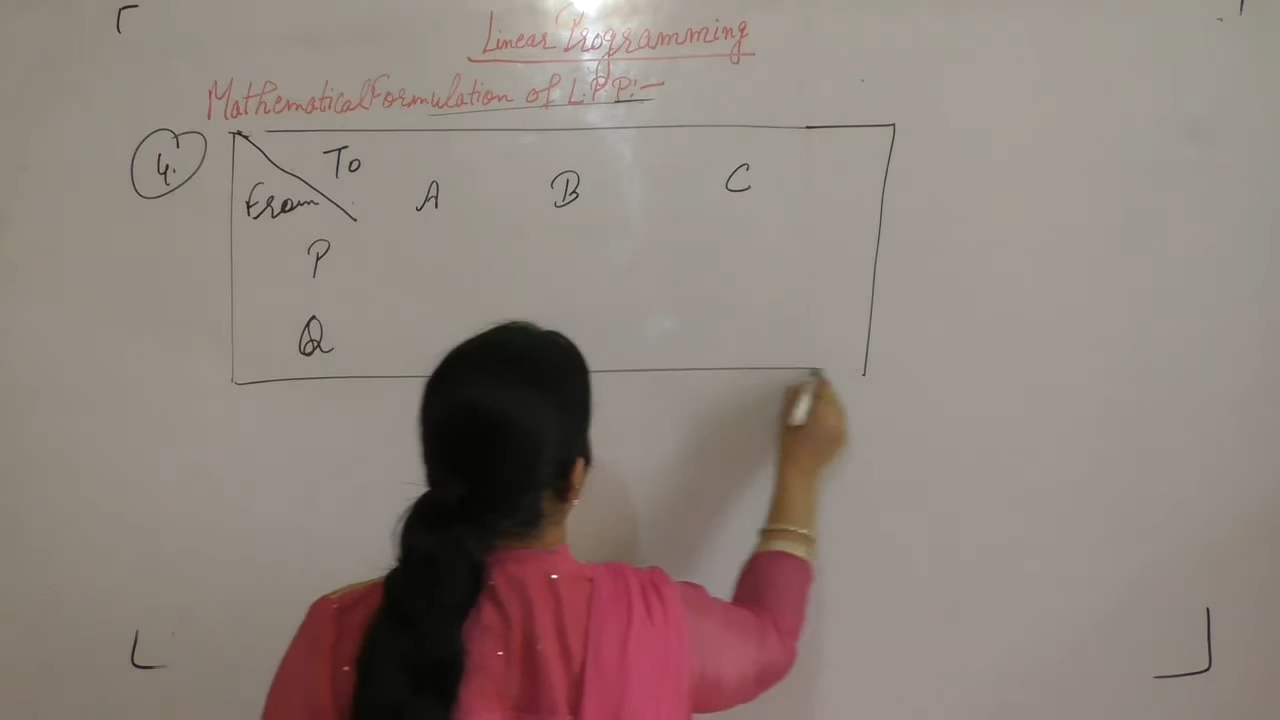 Linear Programming
Mathematical Formulation of L.P.P:-
4.
To
From A B C
P
Q